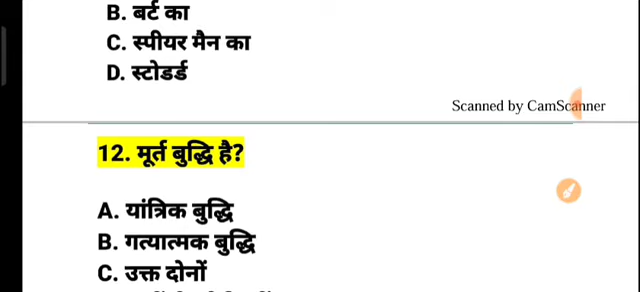 B. बर्ट का
C. स्पीयर मैन का
D. स्टोडर्ड
Scanned by CamScanner
12. मूर्त बुद्धि है?
A. यांत्रिक बुद्धि
B. गत्यात्मक बुद्धि
C. उक्त दोनों